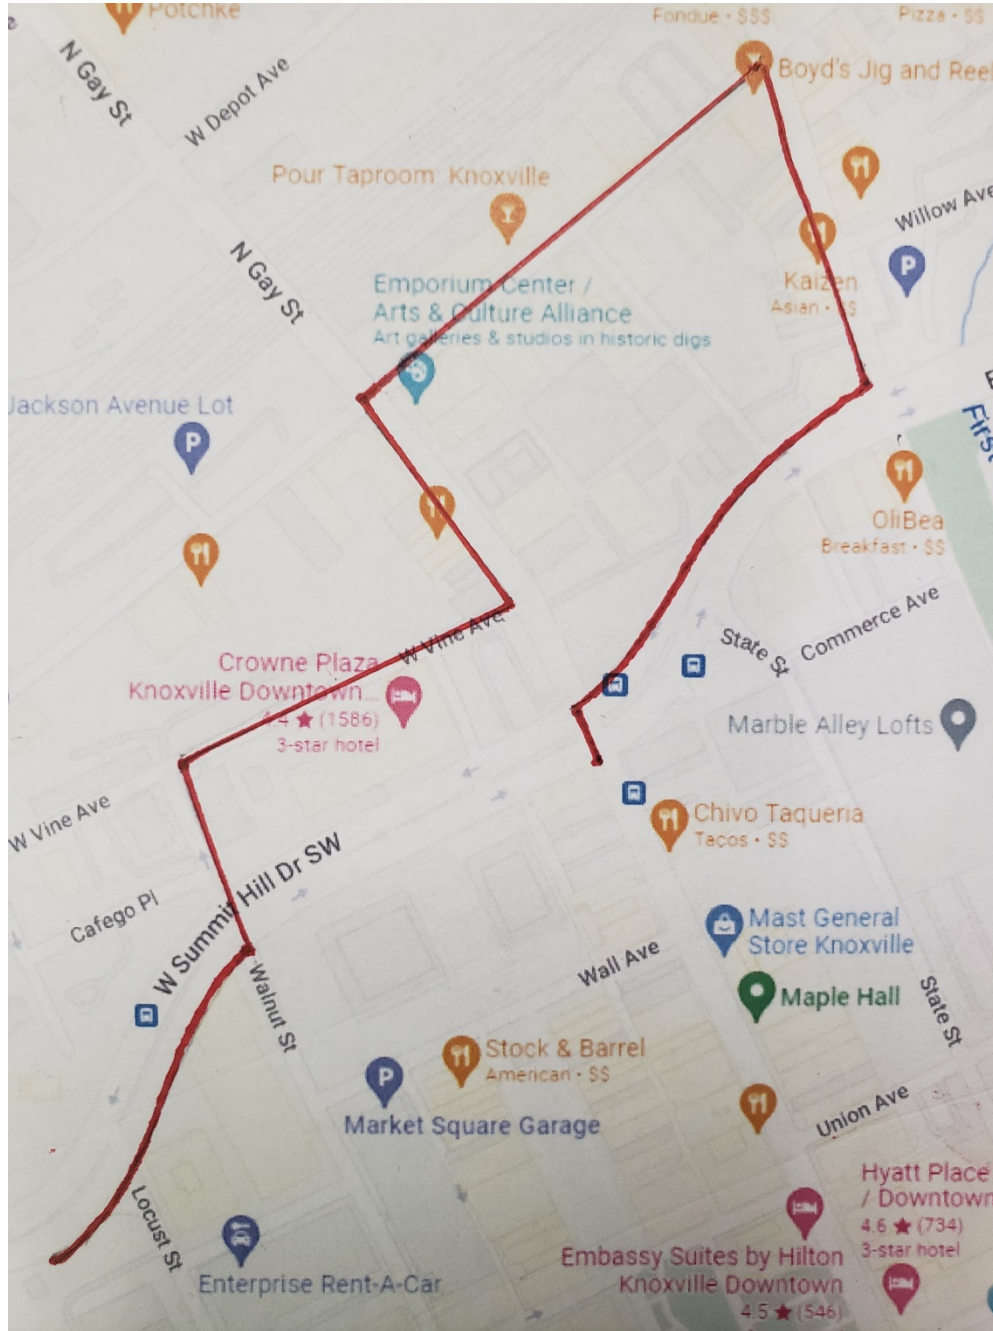 Potchke
Fondue · $$$
Pizza · $$
N Gay St
W Depot Ave
Boyd's Jig and Reel
Pour Taproom: Knoxville
Willow Ave
N Gay St
Emporium Center /
Arts & Culture Alliance
Art galleries & studios in historic digs
P
Kaizen
Asian · $$
Jackson Avenue Lot
P
First
OliBea
Breakfast · $$
W Vine Ave
Commerce Ave
State St
Crowne Plaza
Knoxville Downtown...
4.4 ★ (1586)
3-star hotel
Marble Alley Lofts
W Vine Ave
Chivo Taqueria
Tacos · $$
W Summit Hill Dr SW
Cafego Pl
Mast General
Store Knoxville
Wall Ave
Walnut St
Maple Hall
State St
Stock & Barrel
American · $$
P
Market Square Garage
Union Ave
Locust St
Hyatt Place
/ Downtown
4.6 ★ (734)
3-star hotel
Enterprise Rent-A-Car
Embassy Suites by Hilton
Knoxville Downtown
4.5 ★ (546)